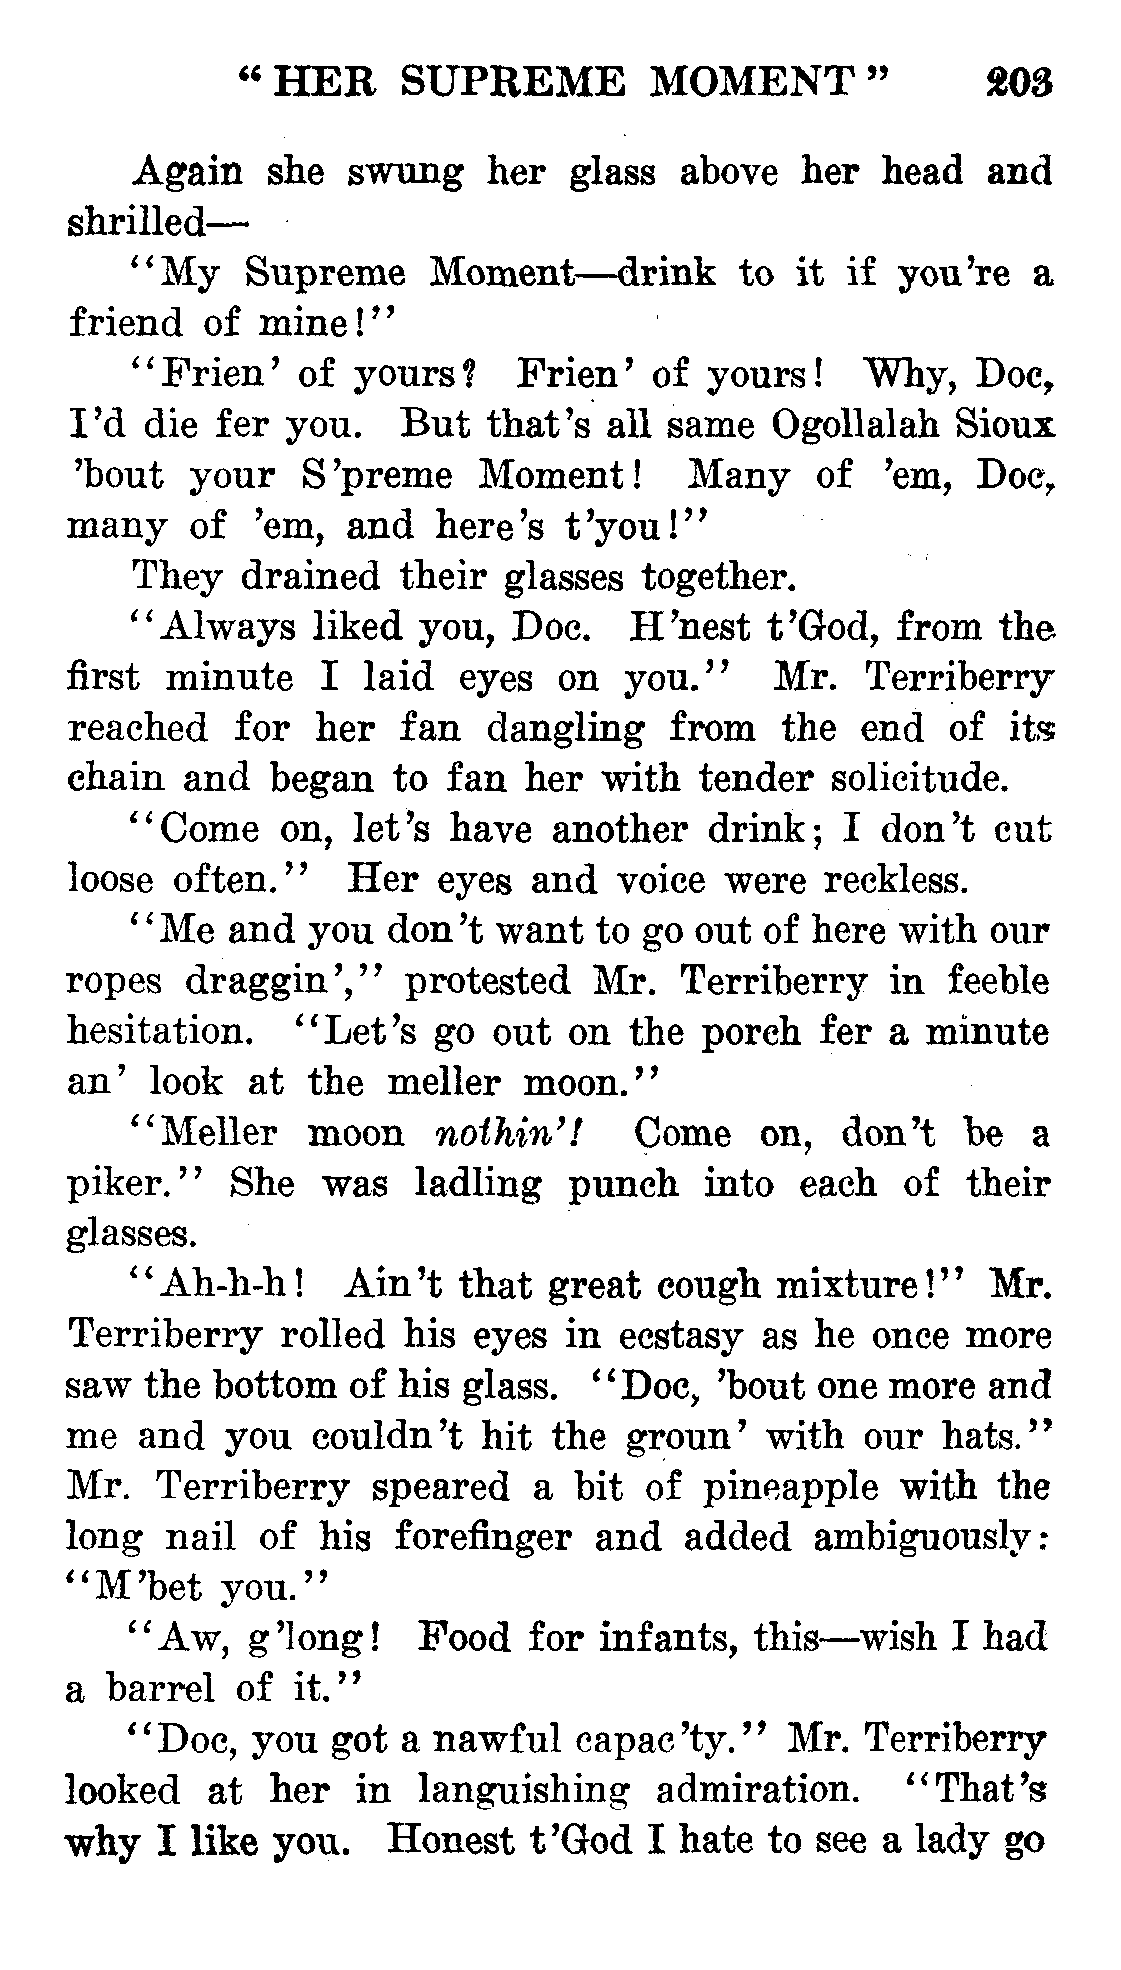 “HER SUPREME MOMENT” 203
Again she swung her glass above her head and
shrilled—
“My Supreme Moment—drink to it if you’re a
friend of mine!”
“Frien’ of yours? Frien’ of yours! Why, Doc,
I’d die fer you. But that’s all same Ogollalah Sioux
’bout your S’preme Moment! Many of ’em, Doc,
many of ’em, and here’s t’you!”
They drained their glasses together.
“Always liked you, Doc. H’nest t’God, from the
first minute I laid eyes on you.” Mr. Terriberry
reached for her fan dangling from the end of its
chain and began to fan her with tender solicitude.
“Come on, let’s have another drink; I don’t cut
loose often.” Her eyes and voice were reckless.
“Me and you don’t want to go out of here with our
ropes draggin’,” protested Mr. Terriberry in feeble
hesitation. “Let’s go out on the porch fer a minute
an’ look at the meller moon.”
“Meller moon nothin’! Come on, don’t be a
piker.” She was ladling punch into each of their
glasses.
“Ah-h-h! Ain’t that great cough mixture!” Mr.
Terriberry rolled his eyes in ecstasy as he once more
saw the bottom of his glass. “Doc, ’bout one more and
me and you couldn’t hit the groun’ with our hats.”
Mr. Terriberry speared a bit of pineapple with the
long nail of his forefinger and added ambiguously:
“M’bet you.”
“Aw, g’long! Food for infants, this—wish I had
a barrel of it.”
“Doc, you got a nawful capac’ty.” Mr. Terriberry
looked at her in languishing admiration. “That’s
why I like you. Honest t’God I hate to see a lady go